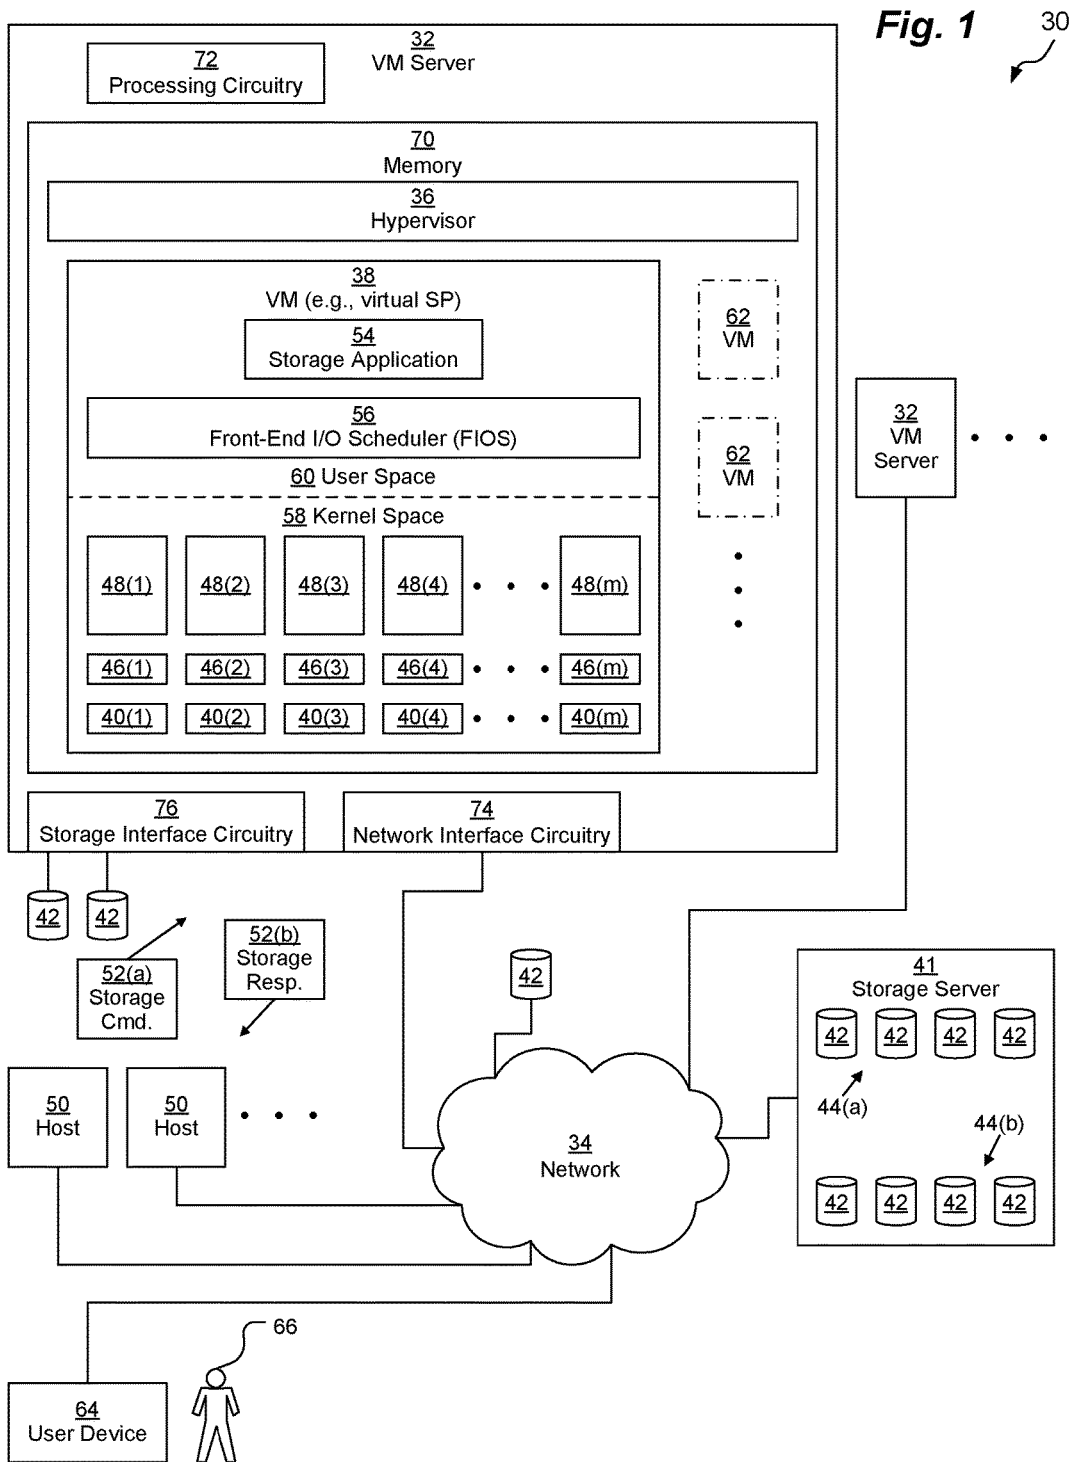 Fig. 1
30
32
VM Server
72
Processing Circuitry
70
Memory
36
Hypervisor
38
VM (e.g., virtual SP)
54
Storage Application
56
Front-End I/O Scheduler (FIOS)
60 User Space
58 Kernel Space
48(1) 48(2) 48(3) 48(4) 48(m)
46(1) 46(2) 46(3) 46(4) 46(m)
40(1) 40(2) 40(3) 40(4) 40(m)
62
VM
62
VM
32
VM
Server
76
Storage Interface Circuitry
74
Network Interface Circuitry
42 42
52(a)
Storage
Cmd.
52(b)
Storage
Resp.
42
41
Storage Server
42 42 42 42
44(a)
44(b)
42 42 42 42
50
Host
50
Host
34
Network
66
64
User Device